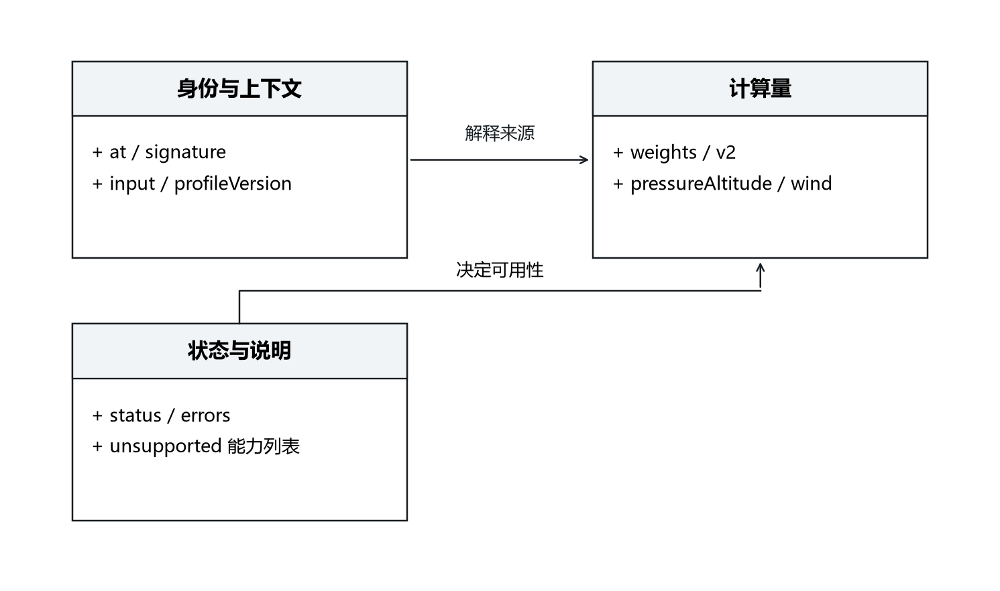 身份与上下文
+ at / signature
+ input / profileVersion
解释来源
计算量
+ weights / v2
+ pressureAltitude / wind
决定可用性
状态与说明
+ status / errors
+ unsupported 能力列表